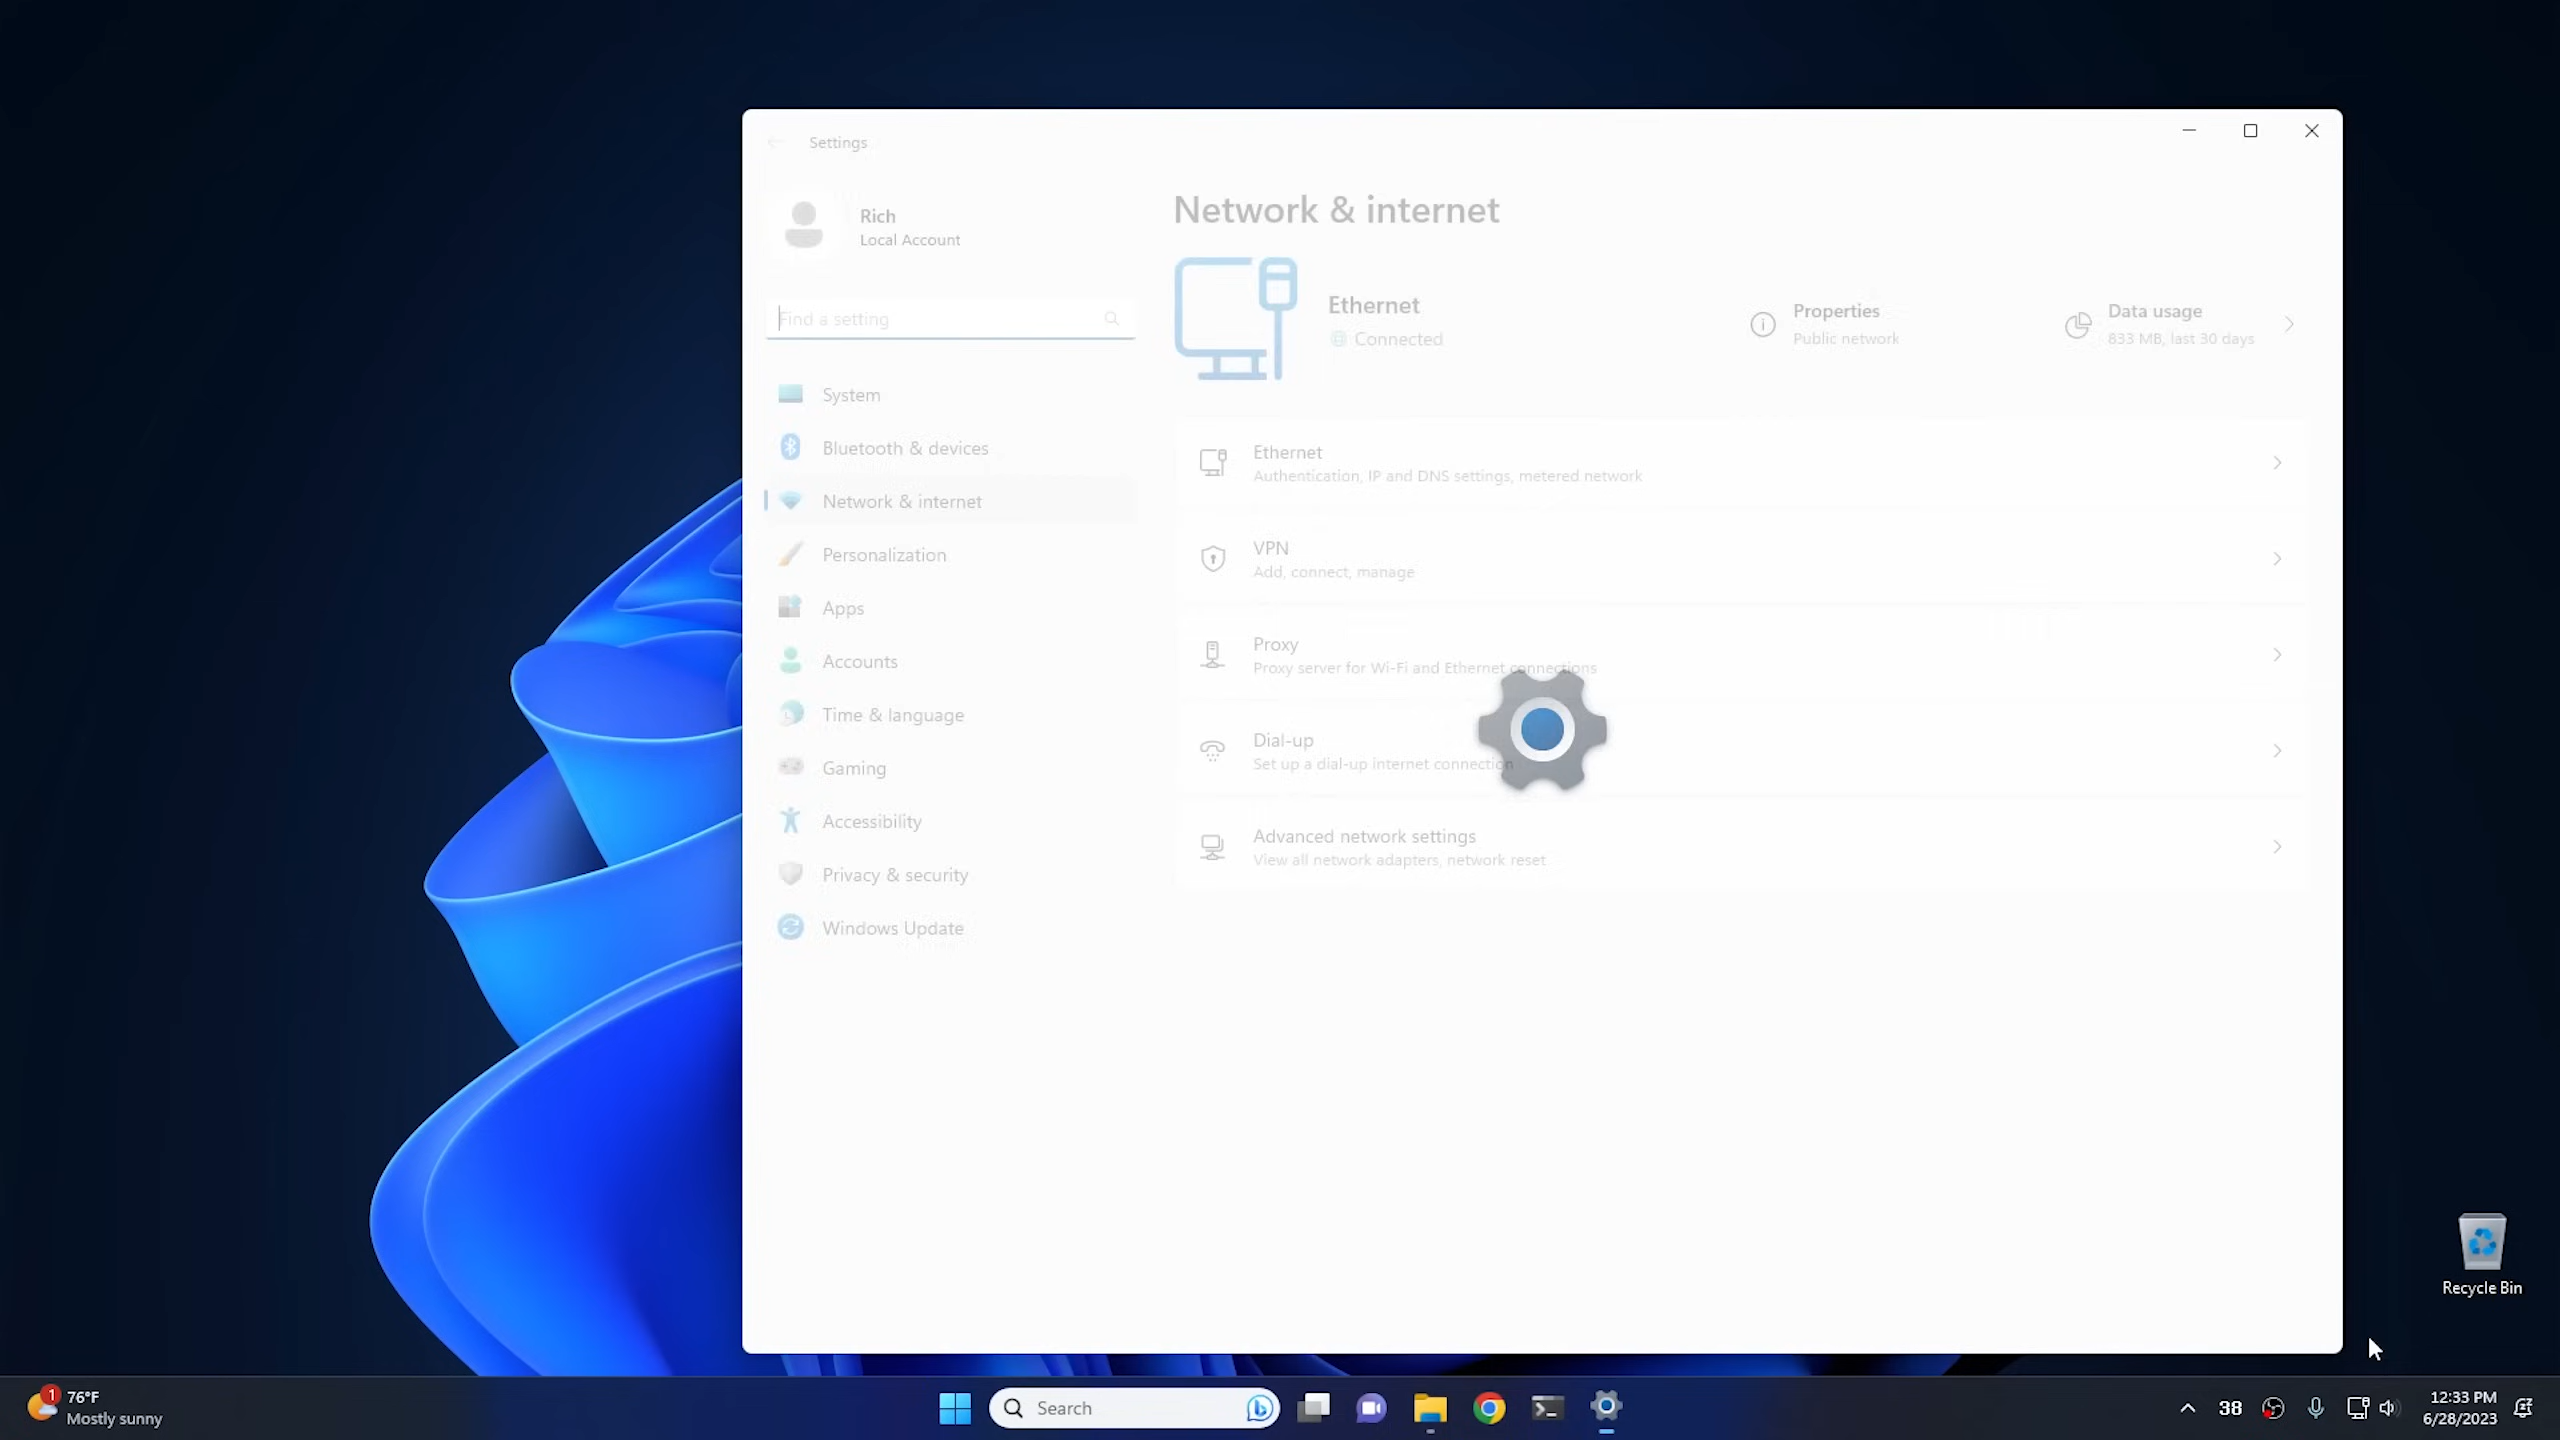 Settings
Rich
Local Account
Find a setting
System
Bluetooth & devices
Network & internet
Personalization
Apps
Accounts
Time & language
Gaming
Accessibility
Privacy & security
Windows Update
Network & internet
Ethernet
Connected
Properties
Public network
Data usage
833 MB, last 30 days
Ethernet
Authentication, IP and DNS settings, metered network
VPN
Add, connect, manage
Proxy
Proxy server for Wi-Fi and Ethernet connections
Dial-up
Set up a dial-up internet connection
Advanced network settings
View all network adapters, network reset
Recycle Bin
1
76°F
Mostly sunny
Search
38
12:33 PM
6/28/2023